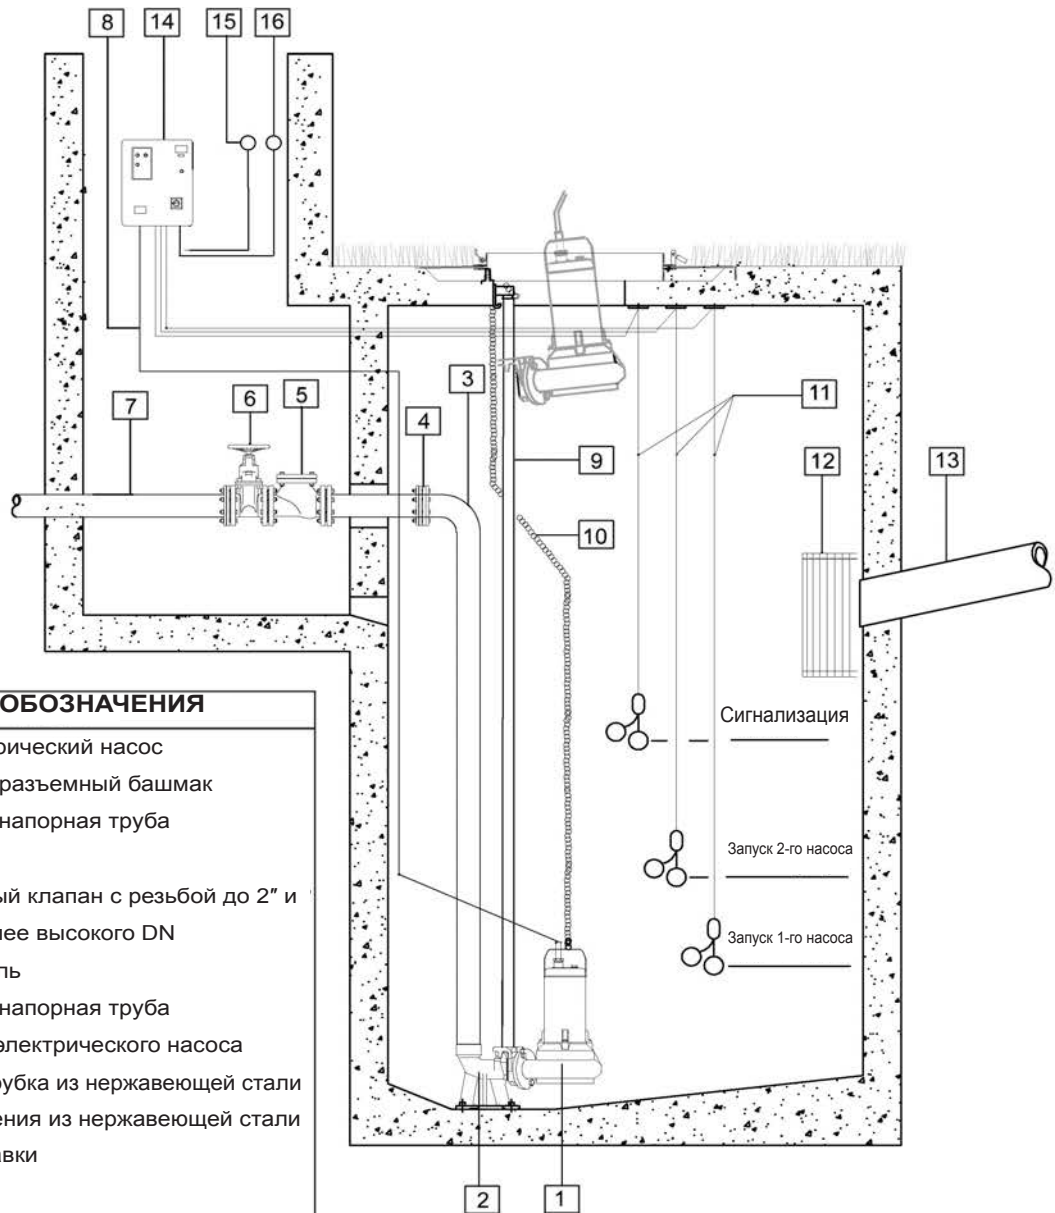 8 14 15 16
7 6 5 4 3
9
10
11
12 13
Сигнализация
Запуск 2-го насоса
Запуск 1-го насоса
2 1
ОБОЗНАЧЕНИЯ
рический насос
разъемный башмак
напорная труба
ый клапан с резьбой до 2″ и
лее высокого DN
ль
напорная труба
электрического насоса
рубка из нержавеющей стали
ения из нержавеющей стали
авки